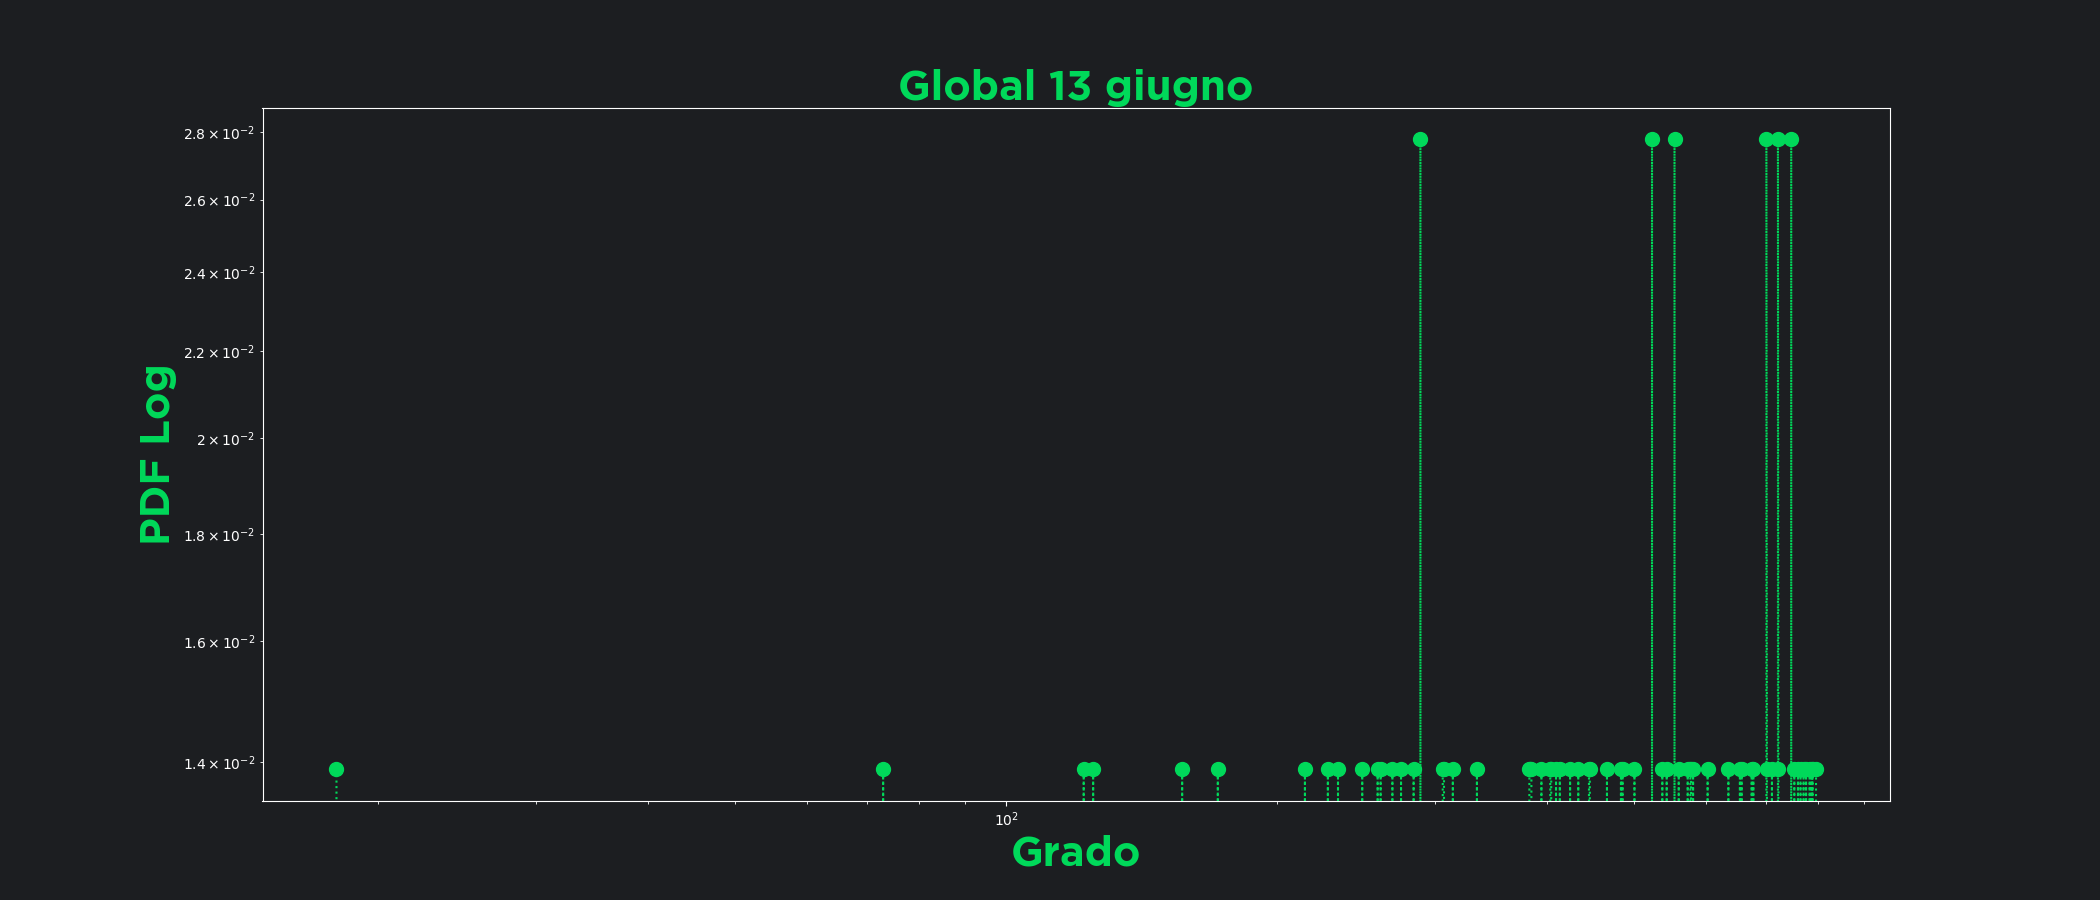 Global 13 giugno
2.8 × 10⁻²
2.6 × 10⁻²
2.4 × 10⁻²
2.2 × 10⁻²
2 × 10⁻²
1.8 × 10⁻²
1.6 × 10⁻²
1.4 × 10⁻²
PDF Log
10²
Grado